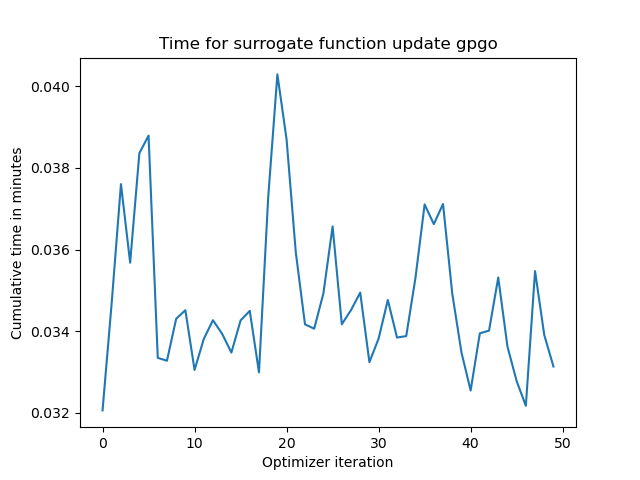 Time for surrogate function update gpgo
Cumulative time in minutes
0.040
0.038
0.036
0.034
0.032
0 10 20 30 40 50
Optimizer iteration